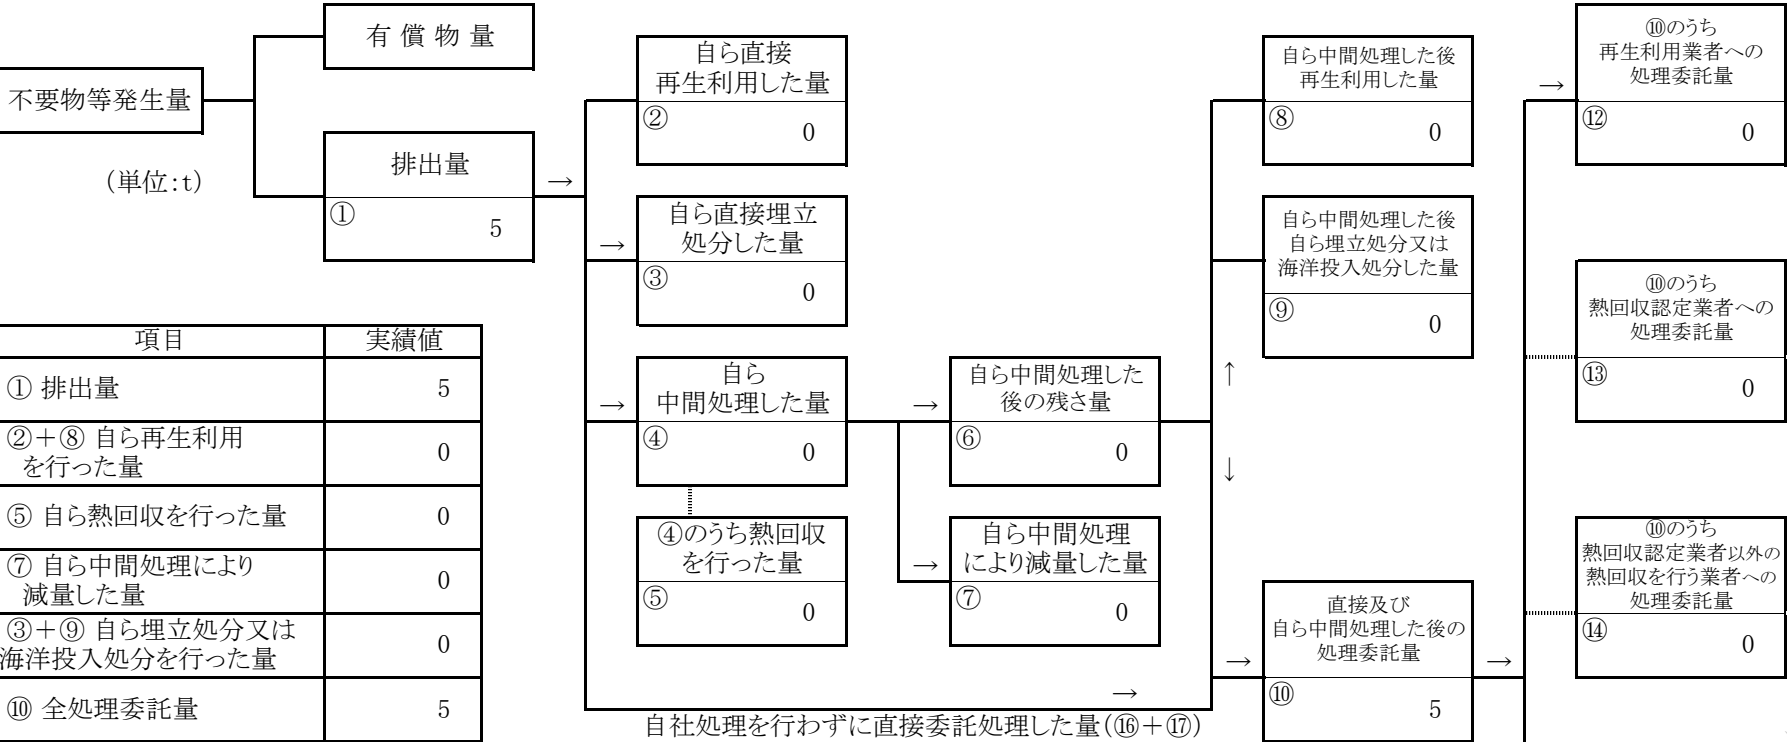 有 償 物 量
不要物等発生量
(単位:t)
排出量
①
5
→
自ら直接
再生利用した量
②
0
→
自ら直接埋立
処分した量
③
0
→
自ら
中間処理した量
④
0
④のうち熱回収
を行った量
⑤
0
→
自ら中間処理した
後の残さ量
⑥
0
→
自ら中間処理
により減量した量
⑦
0
自ら中間処理した後
再生利用した量
⑧
0
自ら中間処理した後
自ら埋立処分又は
海洋投入処分した量
⑨
0
↑
↓
→
自社処理を行わずに直接委託処理した量(⑯+⑰)
→
直接及び
自ら中間処理した後の
処理委託量
⑩
5
→
→
⑩のうち
再生利用業者への
処理委託量
⑫
0
⑩のうち
熱回収認定業者への
処理委託量
⑬
0
⑩のうち
熱回収認定業者以外の
熱回収を行う業者への
処理委託量
⑭
0
項目 実績値
① 排出量 5
②+⑧ 自ら再生利用
を行った量 0
⑤ 自ら熱回収を行った量 0
⑦ 自ら中間処理により
減量した量 0
③+⑨ 自ら埋立処分又は
海洋投入処分を行った量 0
⑩ 全処理委託量 5